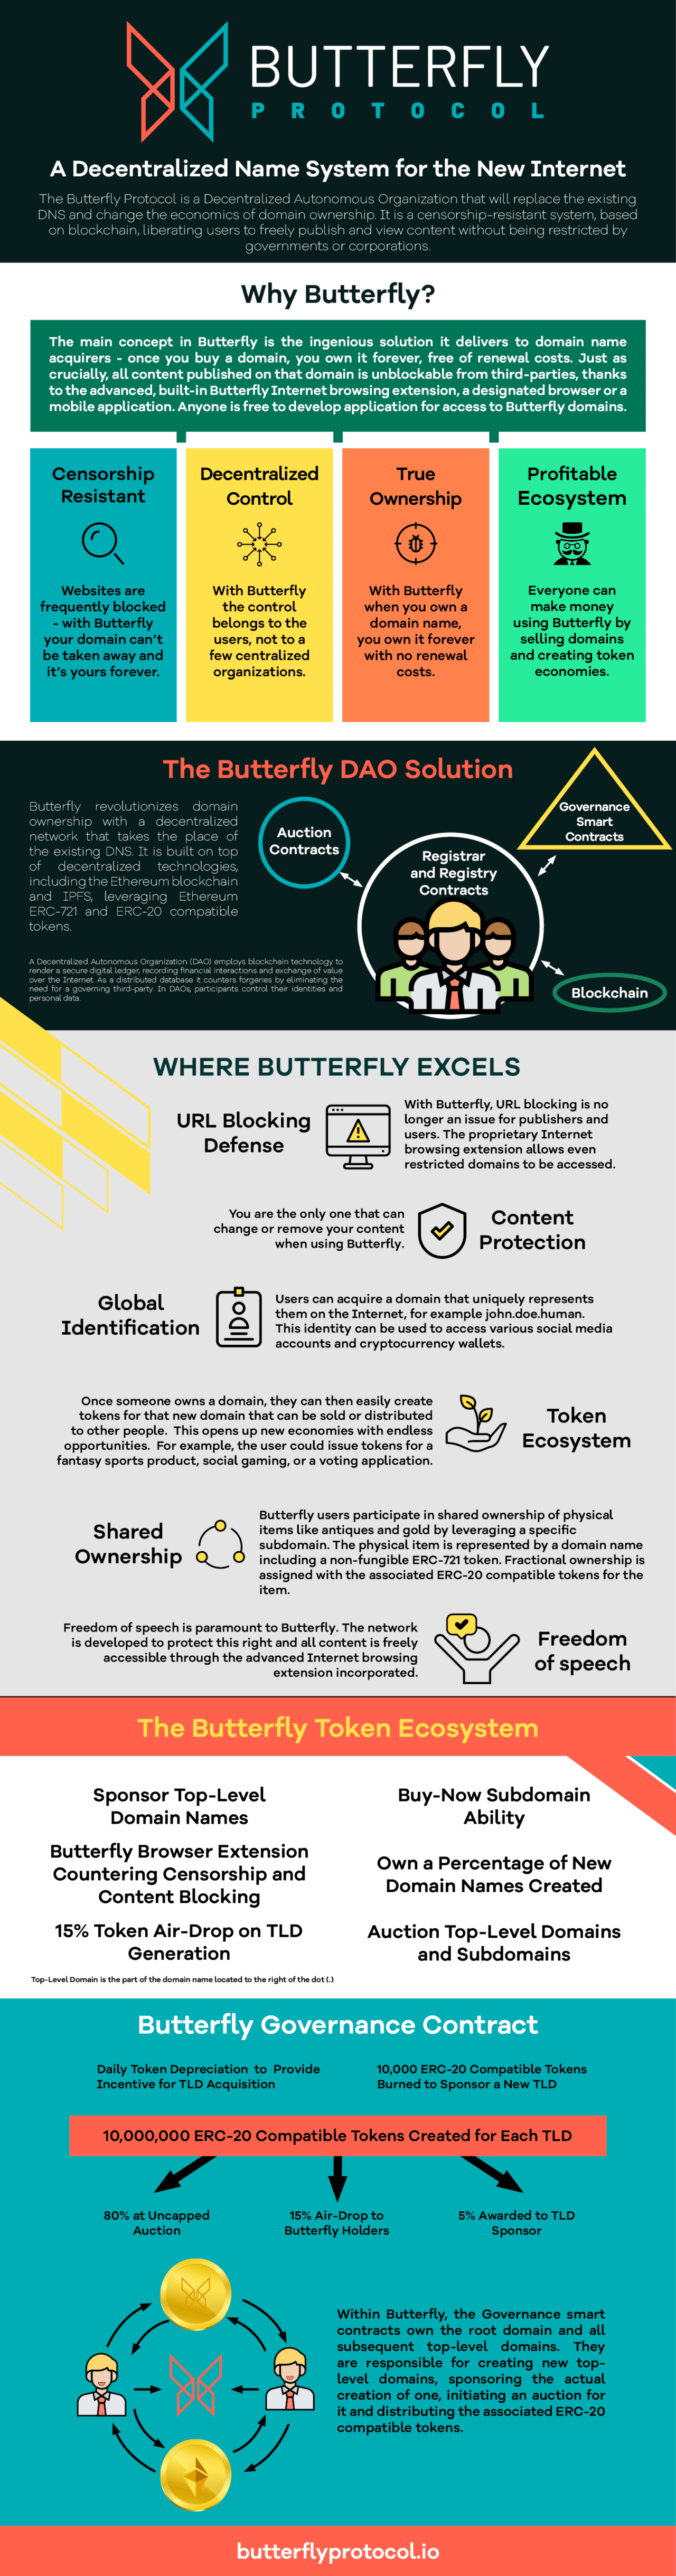 BUTTERFLY
PROTOCOL
A Decentralized Name System for the New Internet
The Butterfly Protocol is a Decentralized Autonomous Organization that will replace the existing
DNS and change the economics of domain ownership. It is a censorship-resistant system, based
on blockchain, liberating users to freely publish and view content without being restricted by
governments or corporations.
Why Butterfly?
The main concept in Butterfly is the ingenious solution it delivers to domain name
acquirers - once you buy a domain, you own it forever, free of renewal costs. Just as
crucially, all content published on that domain is unblockable from third-parties, thanks
to the advanced, built-in Butterfly Internet browsing extension, a designated browser or a
mobile application. Anyone is free to develop application for access to Butterfly domains.
Censorship
Resistant
Websites are
frequently blocked
- with Butterfly
your domain can't
be taken away and
it's yours forever.
Decentralized
Control
With Butterfly
the control
belongs to the
users, not to a
few centralized
organizations.
True
Ownership
With Butterfly
when you own a
domain name,
you own it forever
with no renewal
costs.
Profitable
Ecosystem
Everyone can
make money
using Butterfly by
selling domains
and creating token
economies.
The Butterfly DAO Solution
Butterfly revolutionizes domain
ownership with a decentralized
network that takes the place of
the existing DNS. It is built on top
of decentralized technologies,
including the Ethereum blockchain
and IPFS, leveraging Ethereum
ERC-721 and ERC-20 compatible
tokens.
A Decentralized Autonomous Organization (DAO) employs blockchain technology to
render a secure digital ledger, recording financial interactions and exchange of value
over the Internet. As a distributed database it counters forgeries by eliminating the
need for a governing third-party. In DAOs, participants control their identities and
personal data.
Auction
Contracts
Governance
Smart
Contracts
Registrar
and Registry
Contracts
Blockchain
WHERE BUTTERFLY EXCELS
URL Blocking
Defense
With Butterfly, URL blocking is no
longer an issue for publishers and
users. The proprietary Internet
browsing extension allows even
restricted domains to be accessed.
You are the only one that can
change or remove your content
when using Butterfly.
Content
Protection
Global
Identification
Users can acquire a domain that uniquely represents
them on the Internet, for example john.doe.human.
This identity can be used to access various social media
accounts and cryptocurrency wallets.
Once someone owns a domain, they can then easily create
tokens for that new domain that can be sold or distributed
to other people. This opens up new economies with endless
opportunities. For example, the user could issue tokens for a
fantasy sports product, social gaming, or a voting application.
Token
Ecosystem
Shared
Ownership
Butterfly users participate in shared ownership of physical
items like antiques and gold by leveraging a specific
subdomain. The physical item is represented by a domain name
including a non-fungible ERC-721 token. Fractional ownership is
assigned with the associated ERC-20 compatible tokens for the
item.
Freedom of speech is paramount to Butterfly. The network
is developed to protect this right and all content is freely
accessible through the advanced Internet browsing
extension incorporated.
Freedom
of speech
The Butterfly Token Ecosystem
Sponsor Top-Level
Domain Names
Butterfly Browser Extension
Countering Censorship and
Content Blocking
15% Token Air-Drop on TLD
Generation
Buy-Now Subdomain
Ability
Own a Percentage of New
Domain Names Created
Auction Top-Level Domains
and Subdomains
Top-Level Domain is the part of the domain name located to the right of the dot (.)
Butterfly Governance Contract
Daily Token Depreciation to Provide
Incentive for TLD Acquisition
10,000 ERC-20 Compatible Tokens
Burned to Sponsor a New TLD
10,000,000 ERC-20 Compatible Tokens Created for Each TLD
80% at Uncapped
Auction
15% Air-Drop to
Butterfly Holders
5% Awarded to TLD
Sponsor
Within Butterfly, the Governance smart
contracts own the root domain and all
subsequent top-level domains. They
are responsible for creating new top-
level domains, sponsoring the actual
creation of one, initiating an auction for
it and distributing the associated ERC-20
compatible tokens.
butterflyprotocol.io